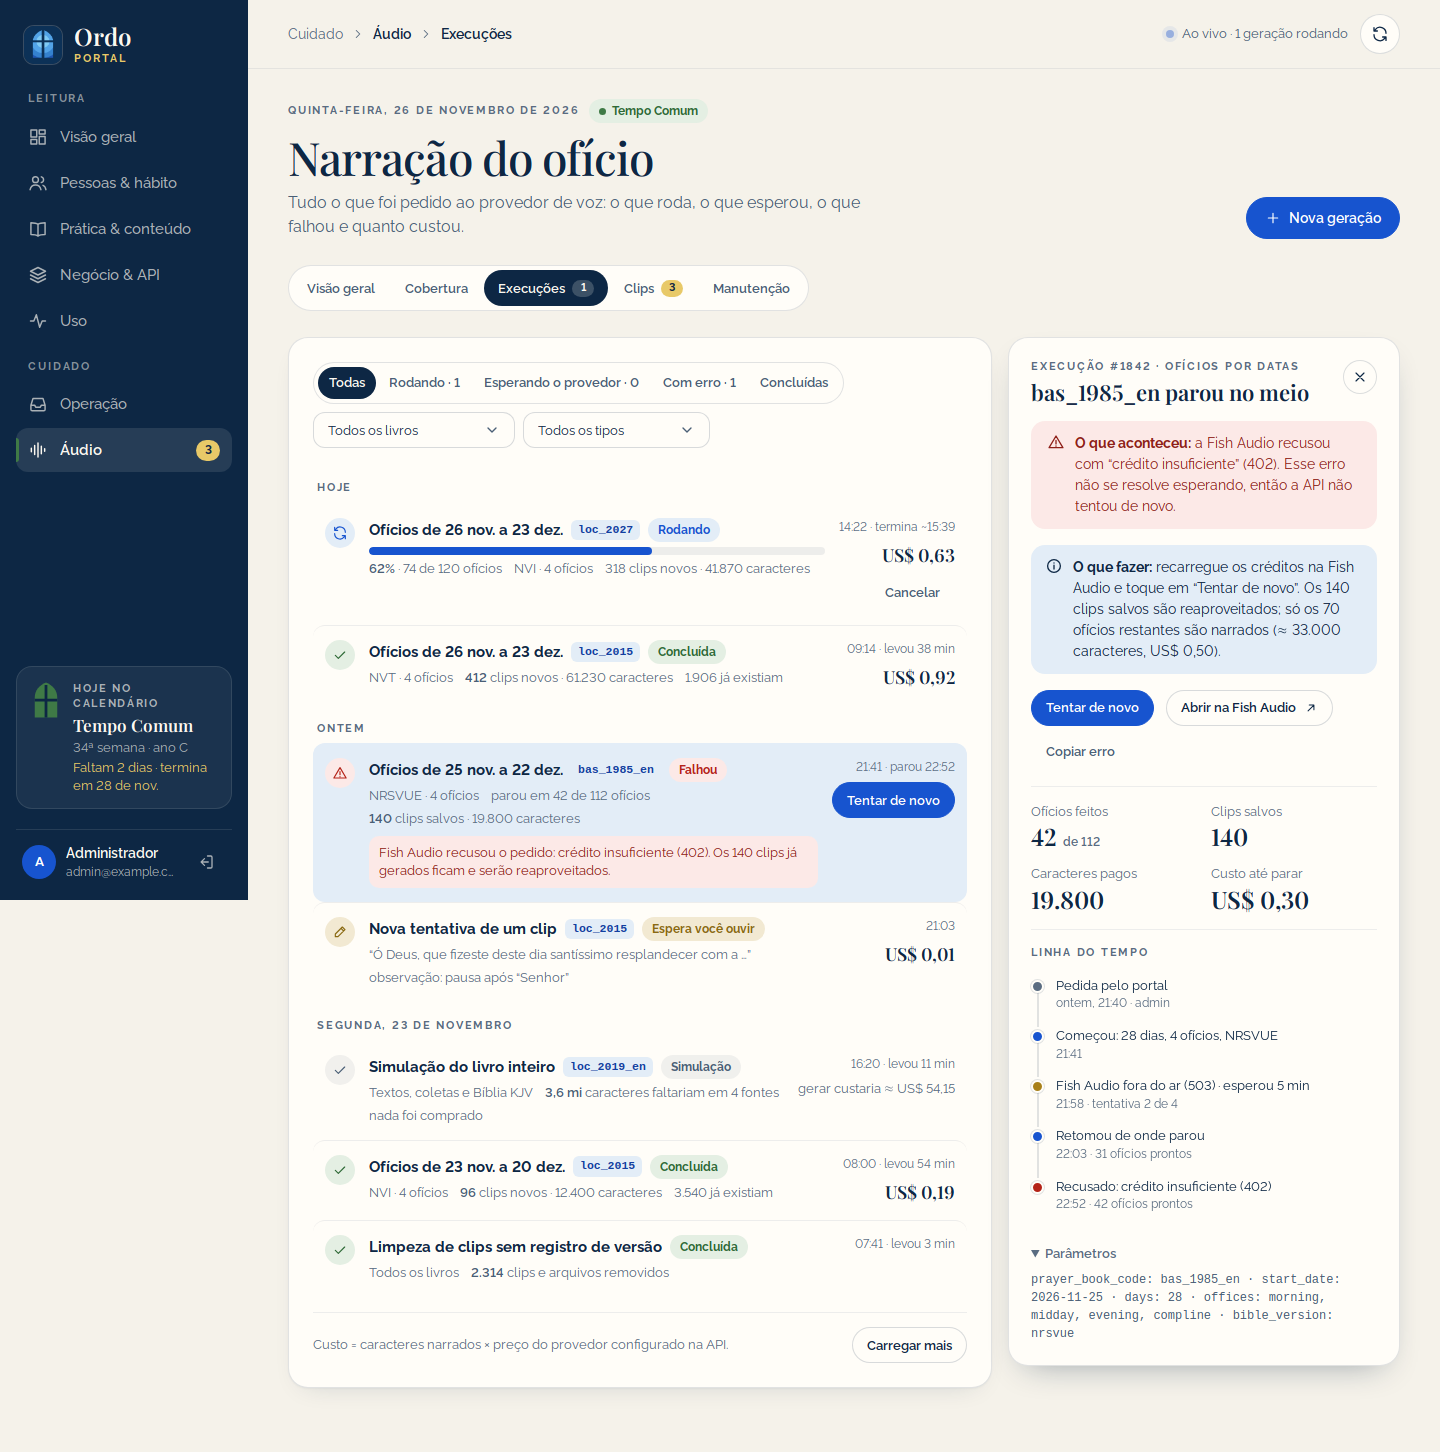 Ordo
PORTAL
LEITURA
Visão geral
Pessoas & hábito
Prática & conteúdo
Negócio & API
Uso
CUIDADO
Operação
Áudio 3
HOJE NO
CALENDÁRIO
Tempo Comum
34ª semana · ano C
Faltam 2 dias · termina
em 28 de nov.
A
Administrador
admin@example.c...
Cuidado > Áudio > Execuções
Ao vivo · 1 geração rodando
QUINTA-FEIRA, 26 DE NOVEMBRO DE 2026
Tempo Comum
Narração do ofício
Tudo o que foi pedido ao provedor de voz: o que roda, o que esperou, o que
falhou e quanto custou.
Nova geração
Visão geral Cobertura Execuções 1 Clips 3 Manutenção
Todas Rodando · 1 Esperando o provedor · 0 Com erro · 1 Concluídas
Todos os livros Todos os tipos
HOJE
Ofícios de 26 nov. a 23 dez. loc_2027 Rodando 14:22 · termina ~15:39
US$ 0,63
62% · 74 de 120 ofícios NVI · 4 ofícios 318 clips novos · 41.870 caracteres
Cancelar
Ofícios de 26 nov. a 23 dez. loc_2015 Concluída 09:14 · levou 38 min
NVT · 4 ofícios 412 clips novos · 61.230 caracteres 1.906 já existiam US$ 0,92
ONTEM
Ofícios de 25 nov. a 22 dez. bas_1985_en Falhou 21:41 · parou 22:52
NRSVUE · 4 ofícios parou em 42 de 112 ofícios
Tentar de novo
140 clips salvos · 19.800 caracteres
Fish Audio recusou o pedido: crédito insuficiente (402). Os 140 clips já
gerados ficam e serão reaproveitados.
Nova tentativa de um clip loc_2015 Espera você ouvir 21:03
"Ó Deus, que fizeste deste dia santíssimo resplandecer com a ..." US$ 0,01
observação: pausa após "Senhor"
SEGUNDA, 23 DE NOVEMBRO
Simulação do livro inteiro loc_2019_en Simulação 16:20 · levou 11 min
Textos, coletas e Bíblia KJV 3,6 mi caracteres faltariam em 4 fontes gerar custaria ≈ US$ 54,15
nada foi comprado
Ofícios de 23 nov. a 20 dez. loc_2015 Concluída 08:00 · levou 54 min
NVI · 4 ofícios 96 clips novos · 12.400 caracteres 3.540 já existiam US$ 0,19
Limpeza de clips sem registro de versão Concluída 07:41 · levou 3 min
Todos os livros 2.314 clips e arquivos removidos
Custo = caracteres narrados × preço do provedor configurado na API.
Carregar mais
EXECUÇÃO #1842 · OFÍCIOS POR DATAS
bas_1985_en parou no meio
O que aconteceu: a Fish Audio recusou
com "crédito insuficiente" (402). Esse erro
não se resolve esperando, então a API não
tentou de novo.
O que fazer: recarregue os créditos na Fish
Audio e toque em "Tentar de novo". Os 140
clips salvos são reaproveitados; só os 70
ofícios restantes são narrados (≈ 33.000
caracteres, US$ 0,50).
Tentar de novo Abrir na Fish Audio
Copiar erro
Ofícios feitos Clips salvos
42 de 112 140
Caracteres pagos Custo até parar
19.800 US$ 0,30
LINHA DO TEMPO
Pedida pelo portal
ontem, 21:40 · admin
Começou: 28 dias, 4 ofícios, NRSVUE
21:41
Fish Audio fora do ar (503) · esperou 5 min
21:58 · tentativa 2 de 4
Retomou de onde parou
22:03 · 31 ofícios prontos
Recusado: crédito insuficiente (402)
22:52 · 42 ofícios prontos
▼ Parâmetros
prayer_book_code: bas_1985_en · start_date:
2026-11-25 · days: 28 · offices: morning,
midday, evening, compline · bible_version:
nrsvue